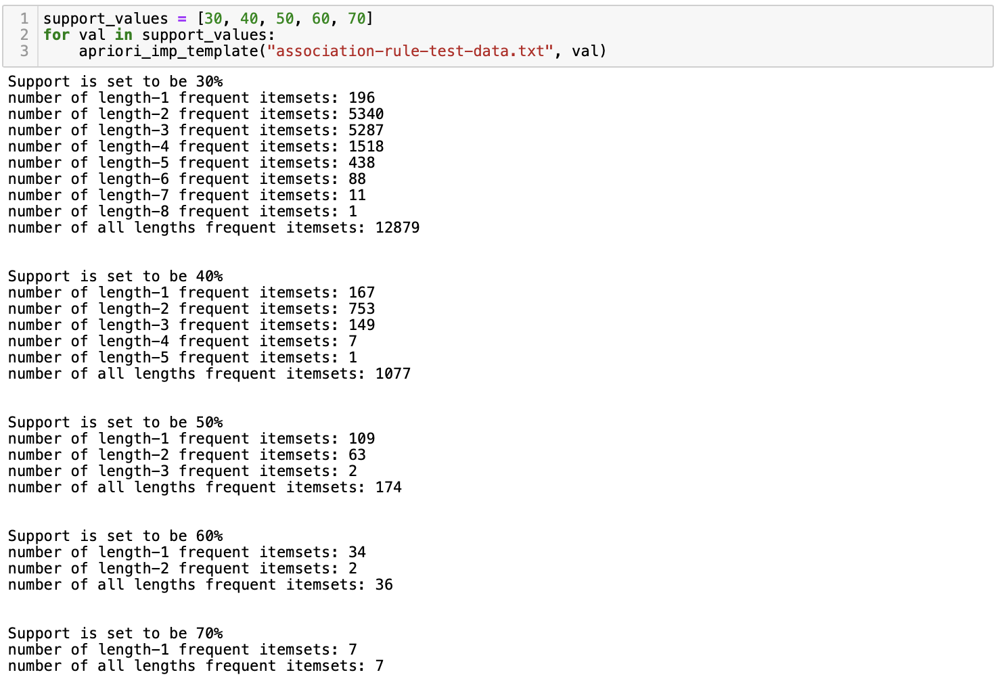 1 support_values = [30, 40, 50, 60, 70]
2 for val in support_values:
3     apriori_imp_template("association-rule-test-data.txt", val)
Support is set to be 30%
number of length-1 frequent itemsets: 196
number of length-2 frequent itemsets: 5340
number of length-3 frequent itemsets: 5287
number of length-4 frequent itemsets: 1518
number of length-5 frequent itemsets: 438
number of length-6 frequent itemsets: 88
number of length-7 frequent itemsets: 11
number of length-8 frequent itemsets: 1
number of all lengths frequent itemsets: 12879
Support is set to be 40%
number of length-1 frequent itemsets: 167
number of length-2 frequent itemsets: 753
number of length-3 frequent itemsets: 149
number of length-4 frequent itemsets: 7
number of length-5 frequent itemsets: 1
number of all lengths frequent itemsets: 1077
Support is set to be 50%
number of length-1 frequent itemsets: 109
number of length-2 frequent itemsets: 63
number of length-3 frequent itemsets: 2
number of all lengths frequent itemsets: 174
Support is set to be 60%
number of length-1 frequent itemsets: 34
number of length-2 frequent itemsets: 2
number of all lengths frequent itemsets: 36
Support is set to be 70%
number of length-1 frequent itemsets: 7
number of all lengths frequent itemsets: 7